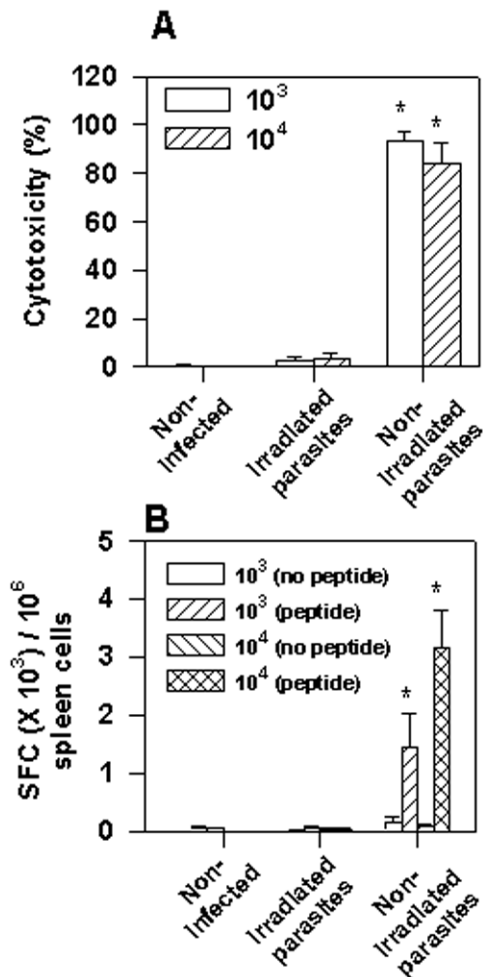 A
Cytotoxicity (%)
120
100
80
60
40
20
0
10³
10⁴
*
*
Non-
Infected
Irradiated
parasites
Non-
Irradiated
parasites
B
SFC (X 10³) / 10⁶
spleen cells
5
4
3
2
1
0
10³ (no peptide)
10³ (peptide)
10⁴ (no peptide)
10⁴ (peptide)
*
*
Non-
Infected
Irradiated
parasites
Non-
Irradiated
parasites